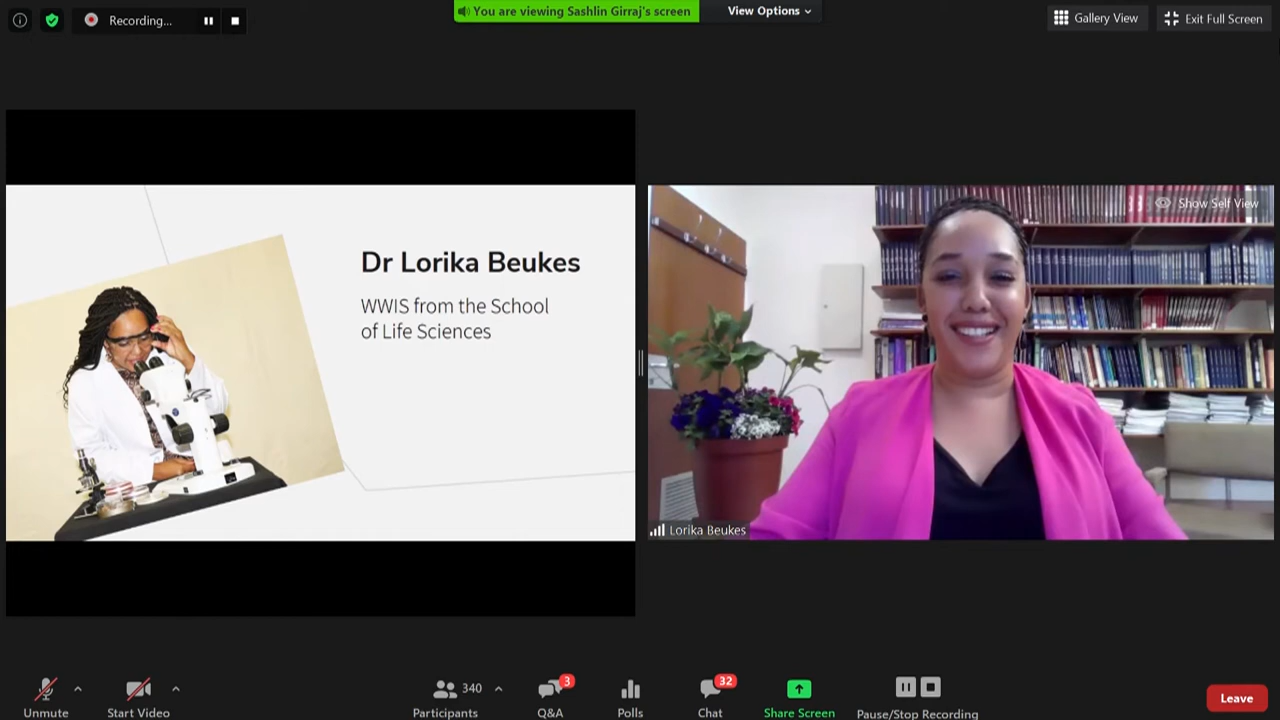 Recording...
You are viewing Sashlin Girraj's screen
View Options
Gallery View
Exit Full Screen
Dr Lorika Beukes
WWIS from the School
of Life Sciences
Show Self View
Lorika Beukes
Unmute
Start Video
340
Participants
3
Q&A
Polls
32
Chat
Share Screen
Pause/Stop Recording
Leave